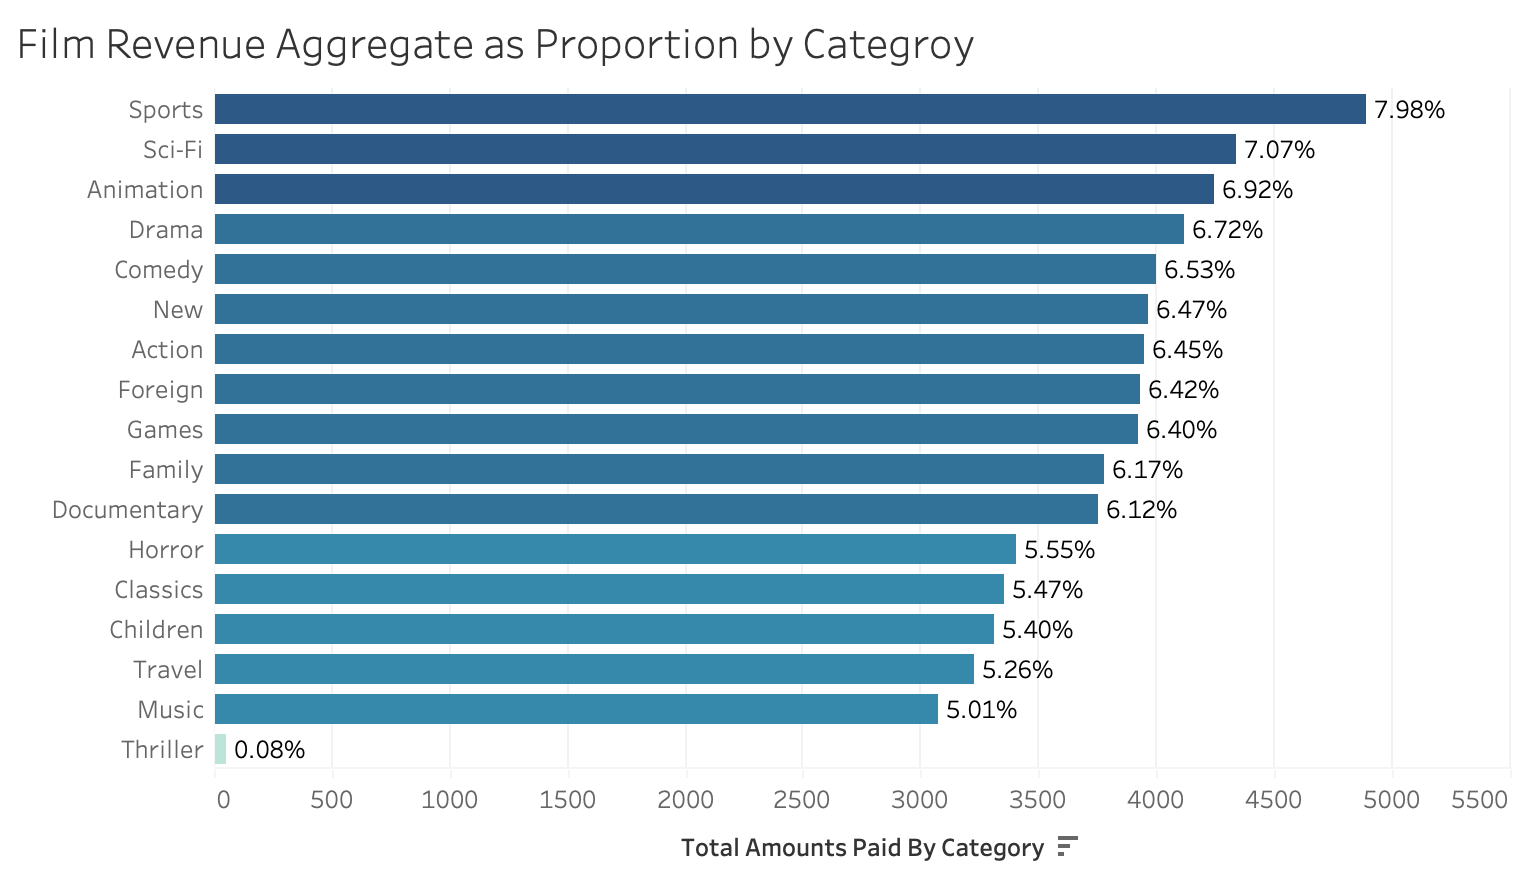 Film Revenue Aggregate as Proportion by Categroy
Sports 7.98%
Sci-Fi 7.07%
Animation 6.92%
Drama 6.72%
Comedy 6.53%
New 6.47%
Action 6.45%
Foreign 6.42%
Games 6.40%
Family 6.17%
Documentary 6.12%
Horror 5.55%
Classics 5.47%
Children 5.40%
Travel 5.26%
Music 5.01%
Thriller 0.08%
0 500 1000 1500 2000 2500 3000 3500 4000 4500 5000 5500
Total Amounts Paid By Category